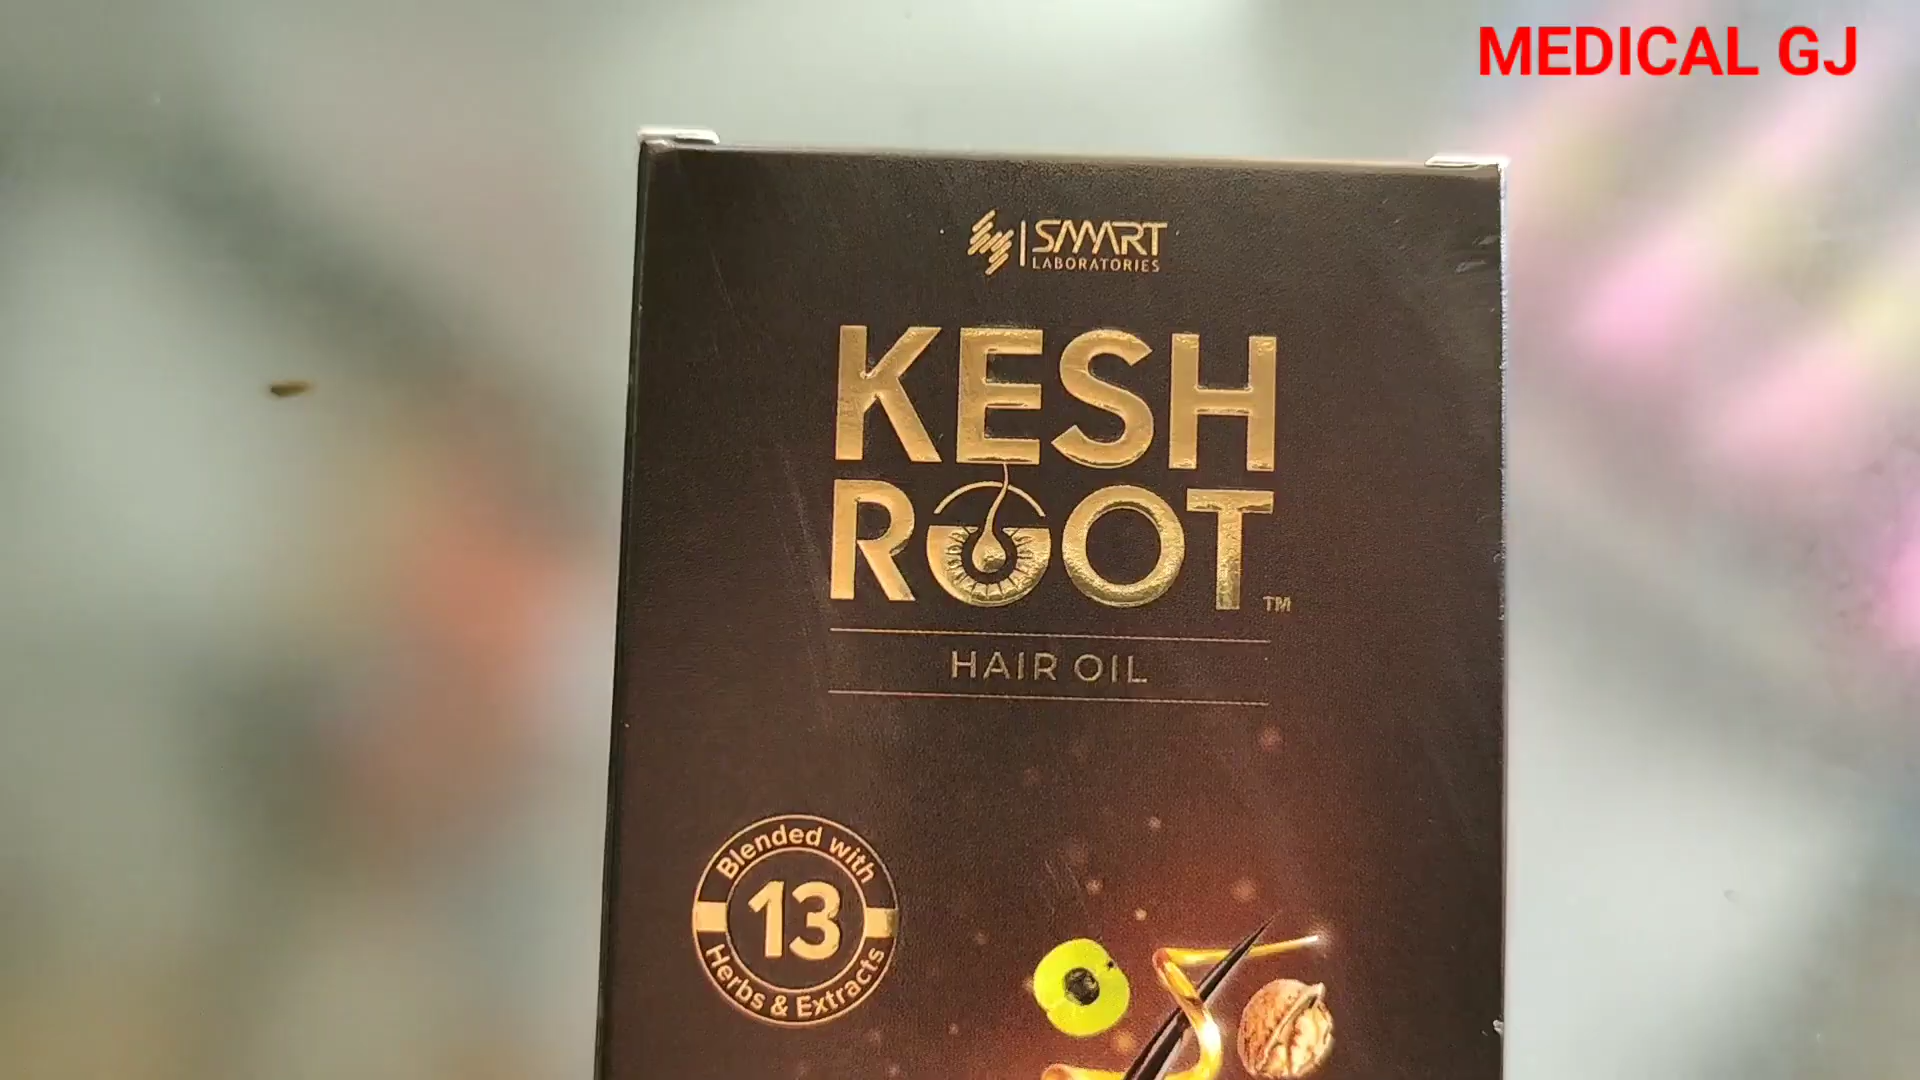 MEDICAL GJ
SMART
LABORATORIES
KESH
ROOT
TM
HAIR OIL
Blended with
13
Herbs & Extracts